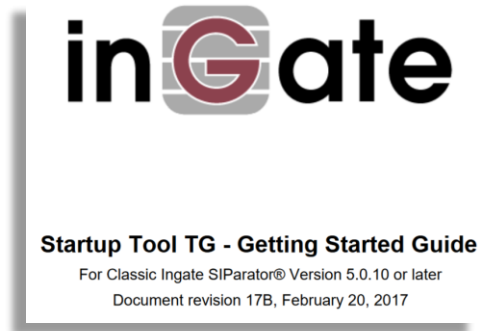 inGate
Startup Tool TG - Getting Started Guide
For Classic Ingate SIParator® Version 5.0.10 or later
Document revision 17B, February 20, 2017